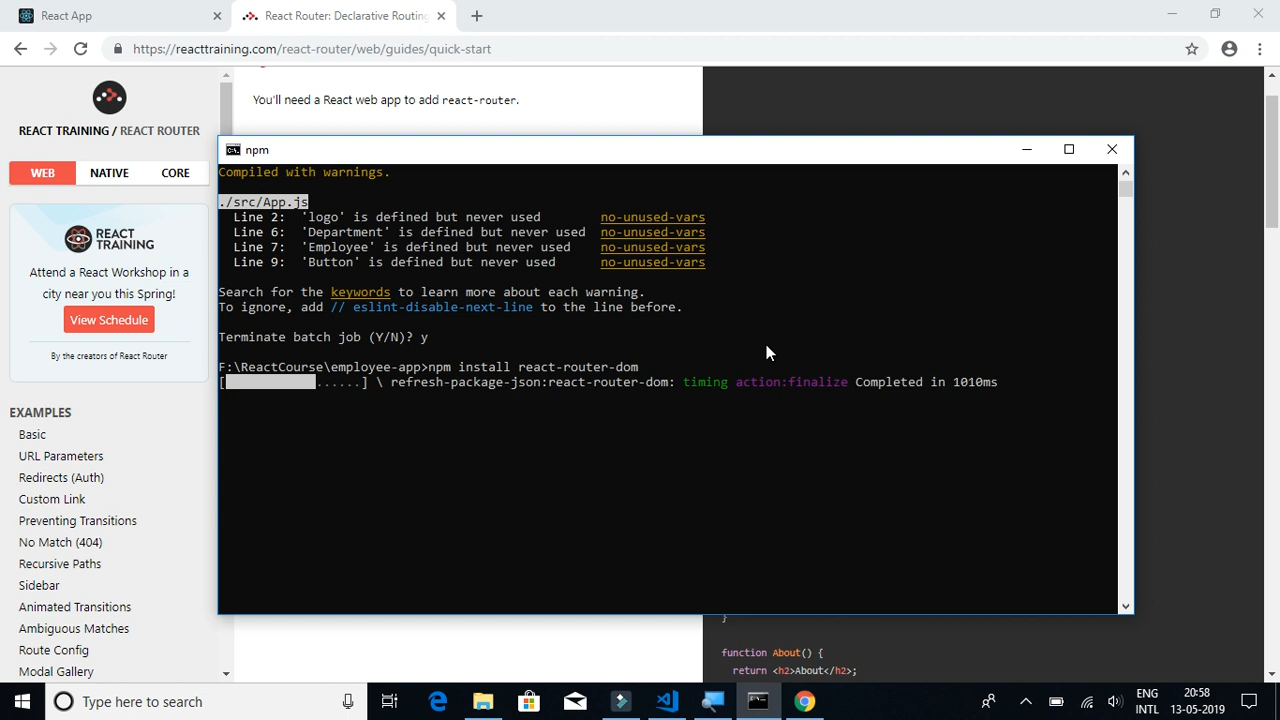 React App
React Router: Declarative Routing
https://reacttraining.com/react-router/web/guides/quick-start
REACT TRAINING / REACT ROUTER
WEB NATIVE CORE
REACT
TRAINING
Attend a React Workshop in a
city near you this Spring!
View Schedule
By the creators of React Router
EXAMPLES
Basic
URL Parameters
Redirects (Auth)
Custom Link
Preventing Transitions
No Match (404)
Recursive Paths
Sidebar
Animated Transitions
Ambiguous Matches
Route Config
Modal Gallery
You'll need a React web app to add react-router.
npm
Compiled with warnings.
./src/App.js
Line 2: 'logo' is defined but never used no-unused-vars
Line 6: 'Department' is defined but never used no-unused-vars
Line 7: 'Employee' is defined but never used no-unused-vars
Line 9: 'Button' is defined but never used no-unused-vars
Search for the keywords to learn more about each warning.
To ignore, add // eslint-disable-next-line to the line before.
Terminate batch job (Y/N)? y
F:\ReactCourse\employee-app>npm install react-router-dom
[ ......] \ refresh-package-json:react-router-dom: timing action:finalize Completed in 1010ms
}
function About() {
return <h2>About</h2>;
Type here to search
ENG
INTL
20:58
13-05-2019